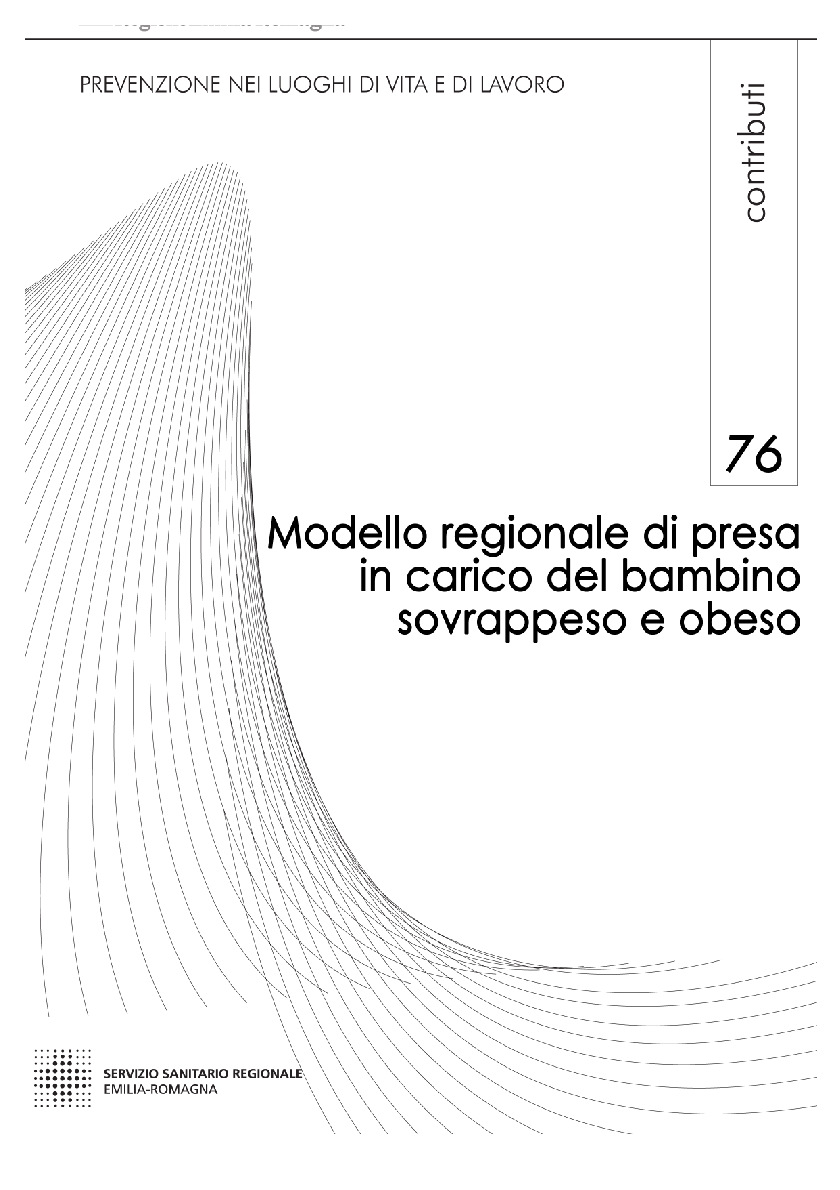 PREVENZIONE NEI LUOGHI DI VITA E DI LAVORO
contributi
76
Modello regionale di presa
in carico del bambino
sovrappeso e obeso
SERVIZIO SANITARIO REGIONALE
EMILIA-ROMAGNA